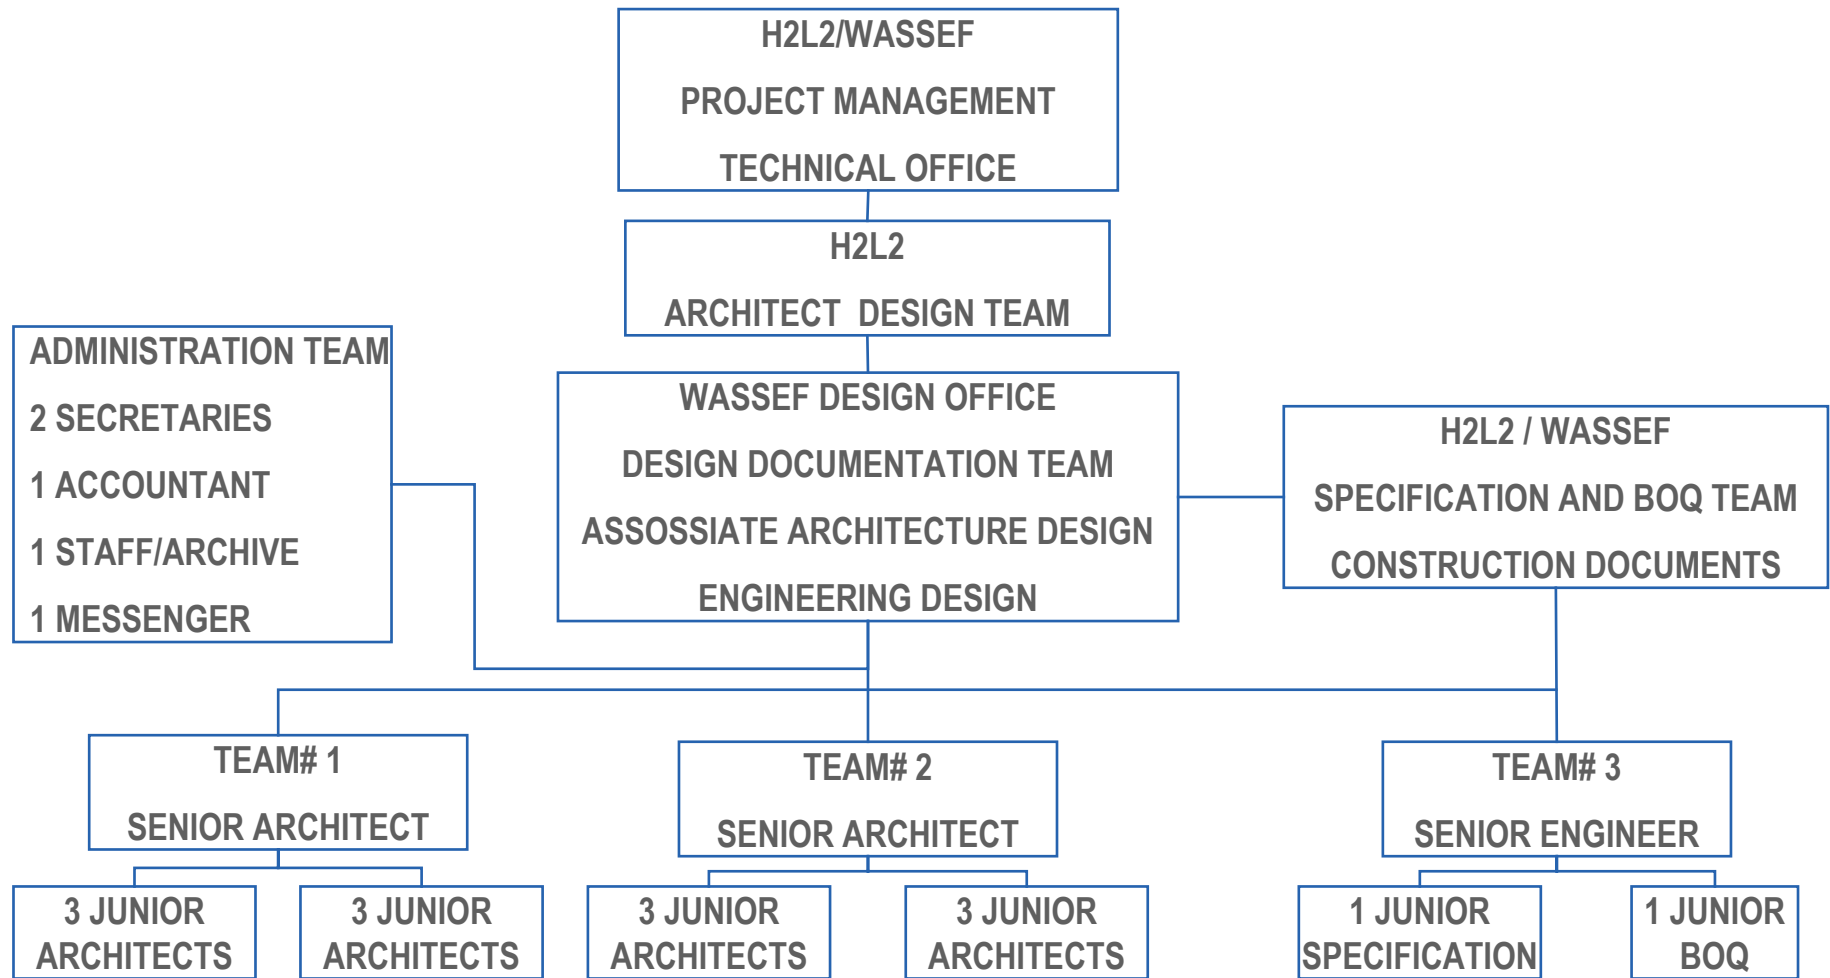 H2L2/WASSEF
PROJECT MANAGEMENT
TECHNICAL OFFICE
H2L2
ARCHITECT DESIGN TEAM
ADMINISTRATION TEAM
2 SECRETARIES
1 ACCOUNTANT
1 STAFF/ARCHIVE
1 MESSENGER
WASSEF DESIGN OFFICE
DESIGN DOCUMENTATION TEAM
ASSOSSIATE ARCHITECTURE DESIGN
ENGINEERING DESIGN
H2L2 / WASSEF
SPECIFICATION AND BOQ TEAM
CONSTRUCTION DOCUMENTS
TEAM# 1
SENIOR ARCHITECT
TEAM# 2
SENIOR ARCHITECT
TEAM# 3
SENIOR ENGINEER
3 JUNIOR
ARCHITECTS
3 JUNIOR
ARCHITECTS
3 JUNIOR
ARCHITECTS
3 JUNIOR
ARCHITECTS
1 JUNIOR
SPECIFICATION
1 JUNIOR
BOQ